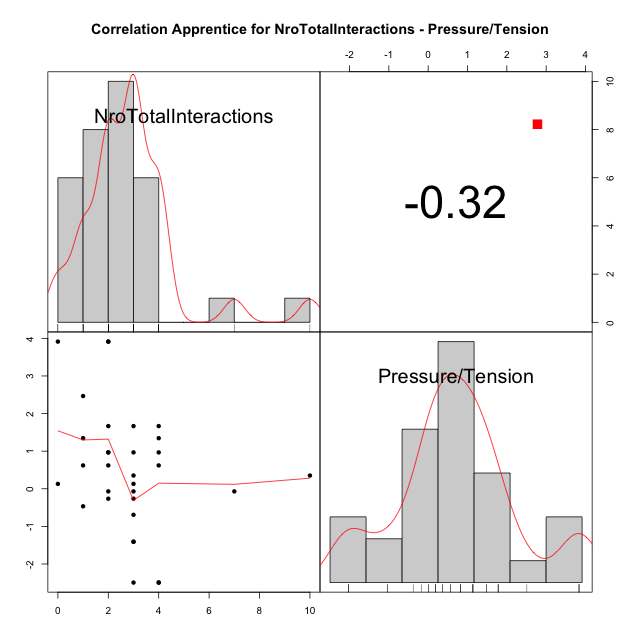 Correlation Apprentice for NroTotalInteractions - Pressure/Tension
-2 -1 0 1 2 3 4
NroTotalInteractions
-0.32
10
8
6
4
2
0
4
3
2
1
0
-1
-2
Pressure/Tension
0 2 4 6 8 10